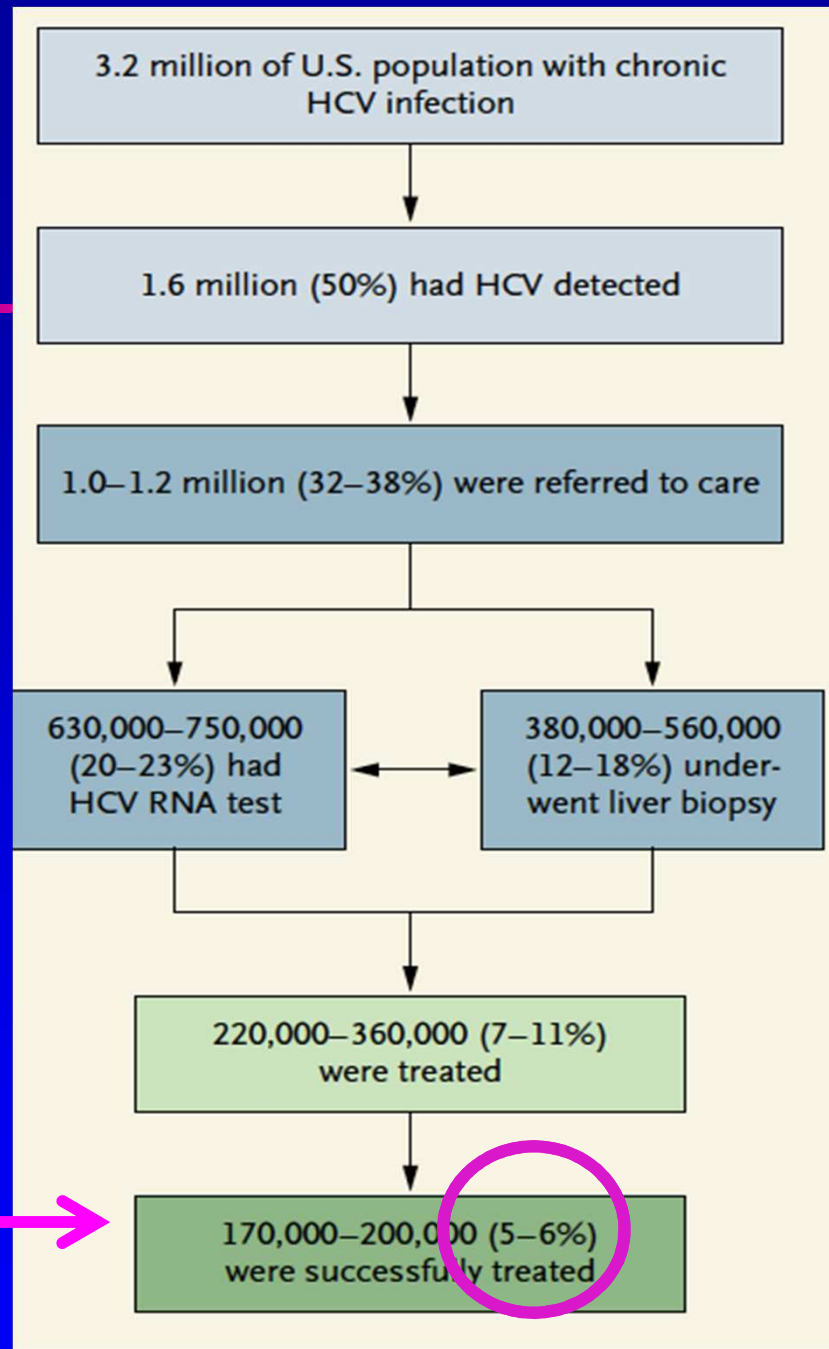 3.2 million of U.S. population with chronic
HCV infection
1.6 million (50%) had HCV detected
1.0–1.2 million (32–38%) were referred to care
630,000–750,000
(20–23%) had
HCV RNA test
380,000–560,000
(12–18%) under-
went liver biopsy
220,000–360,000 (7–11%)
were treated
170,000–200,000 (5–6%)
were successfully treated